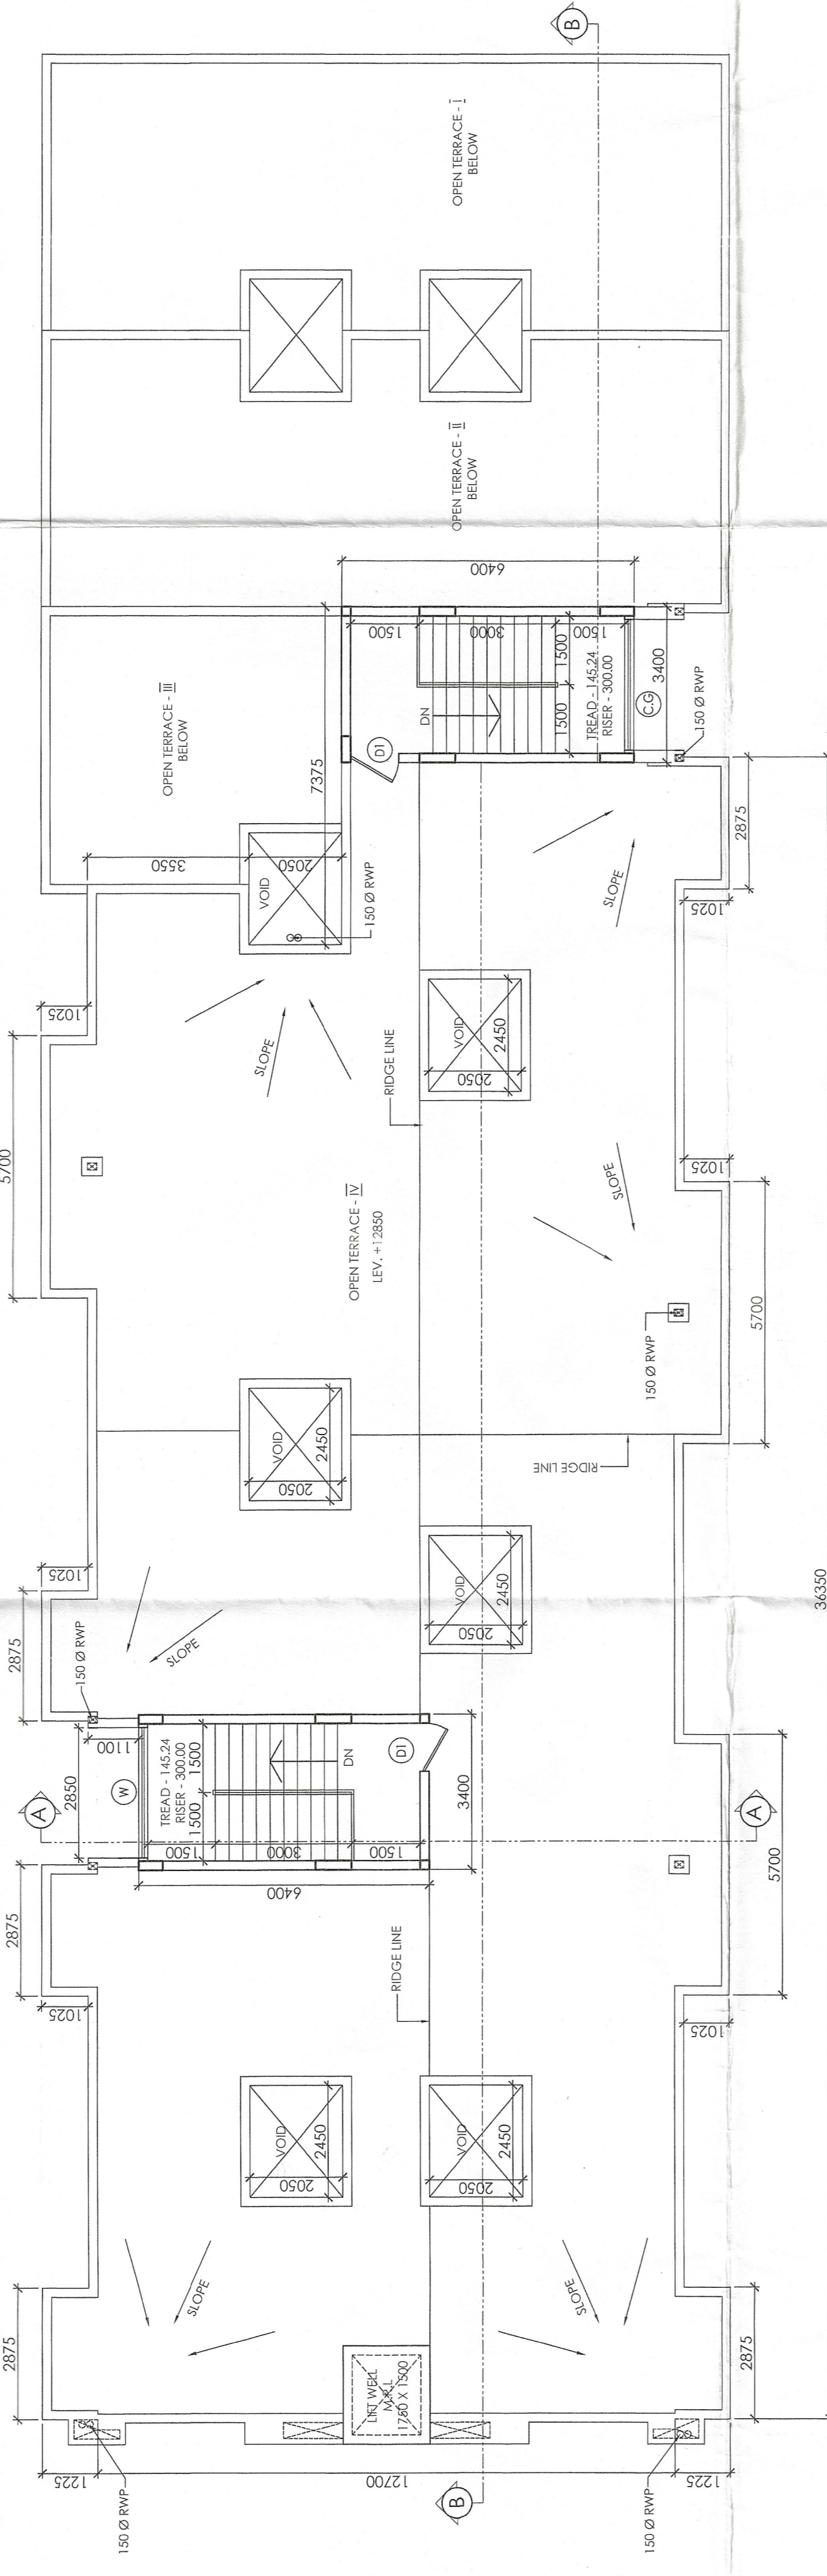 B
OPEN TERRACE - I
BELOW
OPEN TERRACE - II
BELOW
6400
1500
3000
1500
1500
1500
DN
TREAD - 145.24
RISER - 300.00
C.G
3400
150 Ø RWP
D1
OPEN TERRACE - III
BELOW
7375
3550
2050
VOID
150 Ø RWP
2875
1025
SLOPE
1025
5700
SLOPE
RIDGE LINE
VOID
2450
2050
OPEN TERRACE - IV
LEV. +12850
SLOPE
1025
5700
150 Ø RWP
RIDGE LINE
VOID
2450
2050
VOID
2450
2050
1025
2875
150 Ø RWP
SLOPE
36350
1100
2850
W
A
TREAD - 145.24
RISER - 300.00
1500
1500
1500
3000
1500
DN
D1
3400
6400
A
5700
2875
1025
RIDGE LINE
1025
VOID
2450
2050
VOID
2450
2050
SLOPE
SLOPE
2875
2875
LIFT WELL
M.R.L
1750 X 1500
1225
12700
1225
150 Ø RWP
150 Ø RWP
B